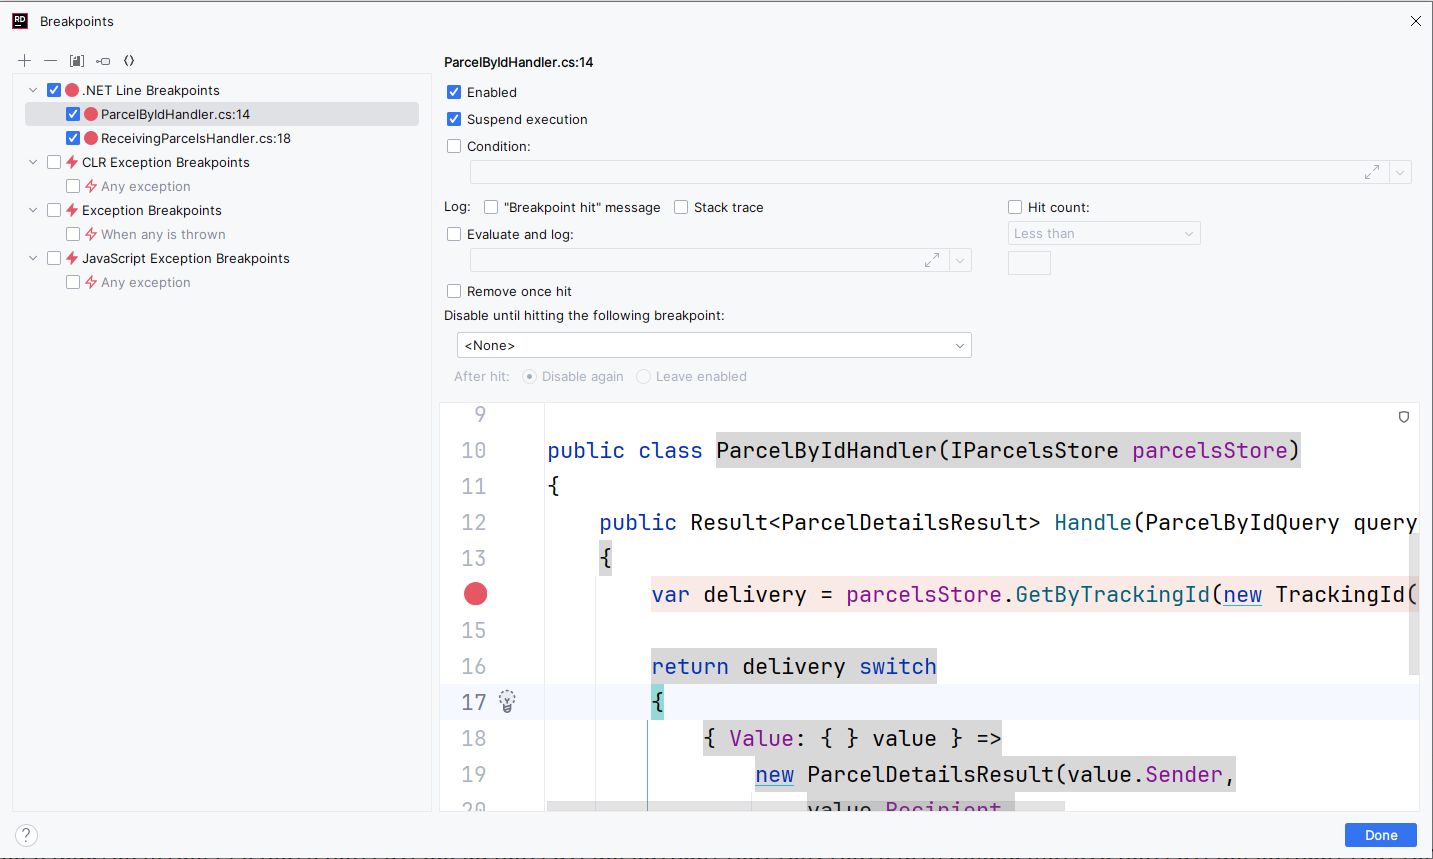 RD Breakpoints
.NET Line Breakpoints
ParcelByIdHandler.cs:14
ReceivingParcelsHandler.cs:18
CLR Exception Breakpoints
Any exception
Exception Breakpoints
When any is thrown
JavaScript Exception Breakpoints
Any exception
ParcelByIdHandler.cs:14
Enabled
Suspend execution
Condition:
Log: "Breakpoint hit" message Stack trace
Hit count:
Evaluate and log:
Less than
Remove once hit
Disable until hitting the following breakpoint:
<None>
After hit: Disable again Leave enabled
9
10 public class ParcelByIdHandler(IParcelsStore parcelsStore)
11 {
12 public Result<ParcelDetailsResult> Handle(ParcelByIdQuery query
13 {
var delivery = parcelsStore.GetByTrackingId(new TrackingId(
15
16 return delivery switch
17 {
18 { Value: { } value } =>
19 new ParcelDetailsResult(value.Sender,
20 value.Recipient,
? Done